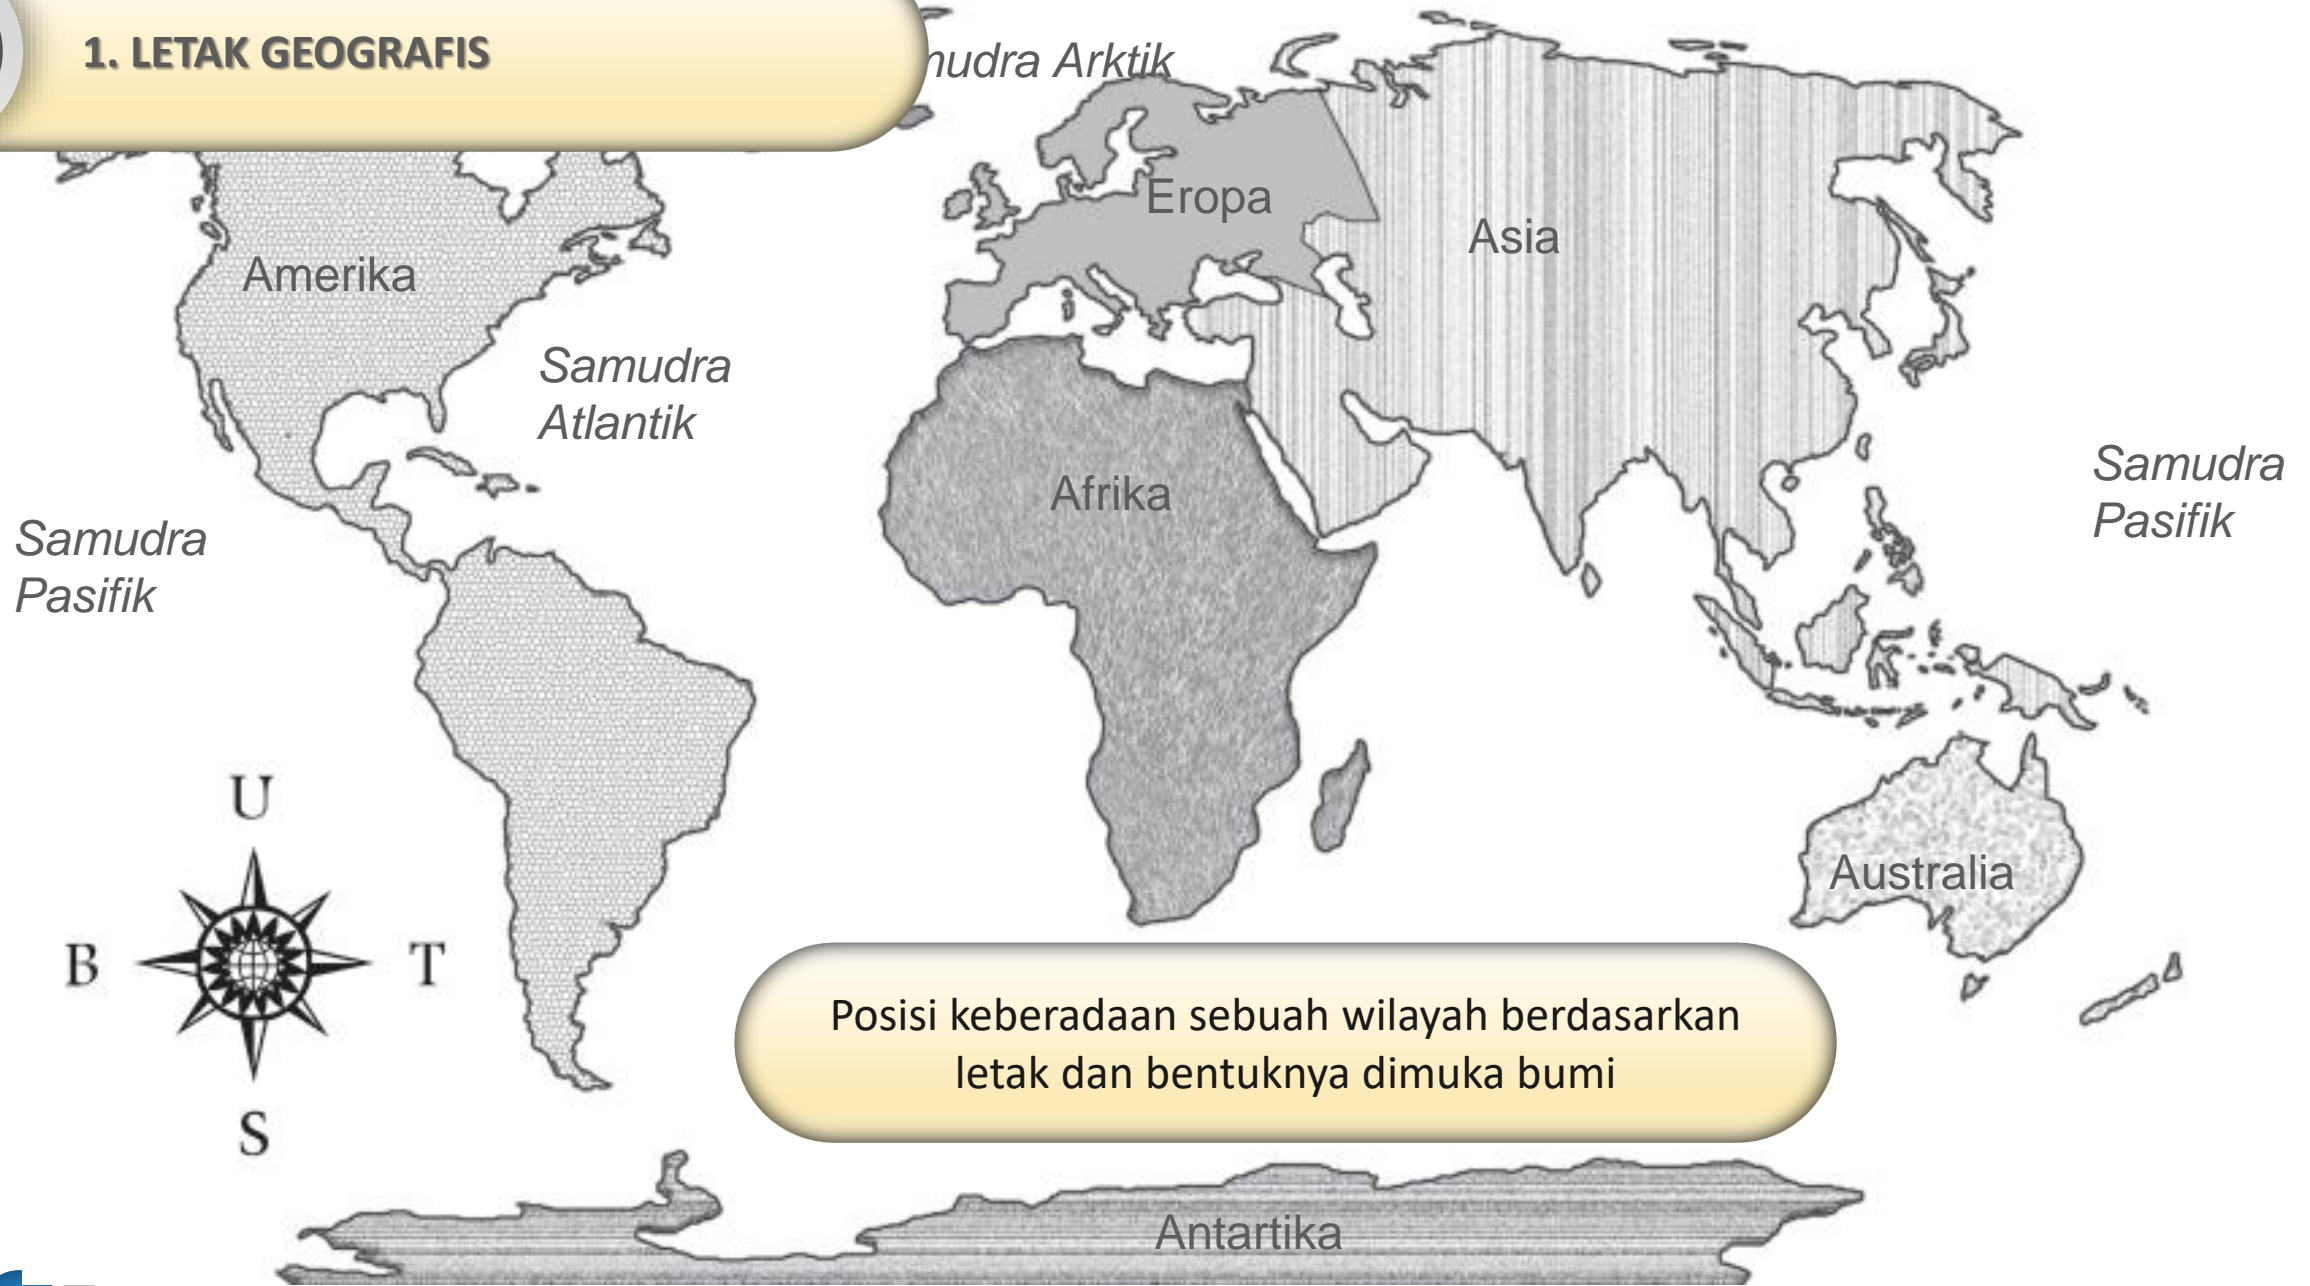 1. LETAK GEOGRAFIS
Arktik
Eropa
Asia
Amerika
Samudra
Atlantik
Afrika
Samudra
Pasifik
Samudra
Pasifik
U
B
T
S
Australia
Posisi keberadaan sebuah wilayah berdasarkan
letak dan bentuknya dimuka bumi
Antartika